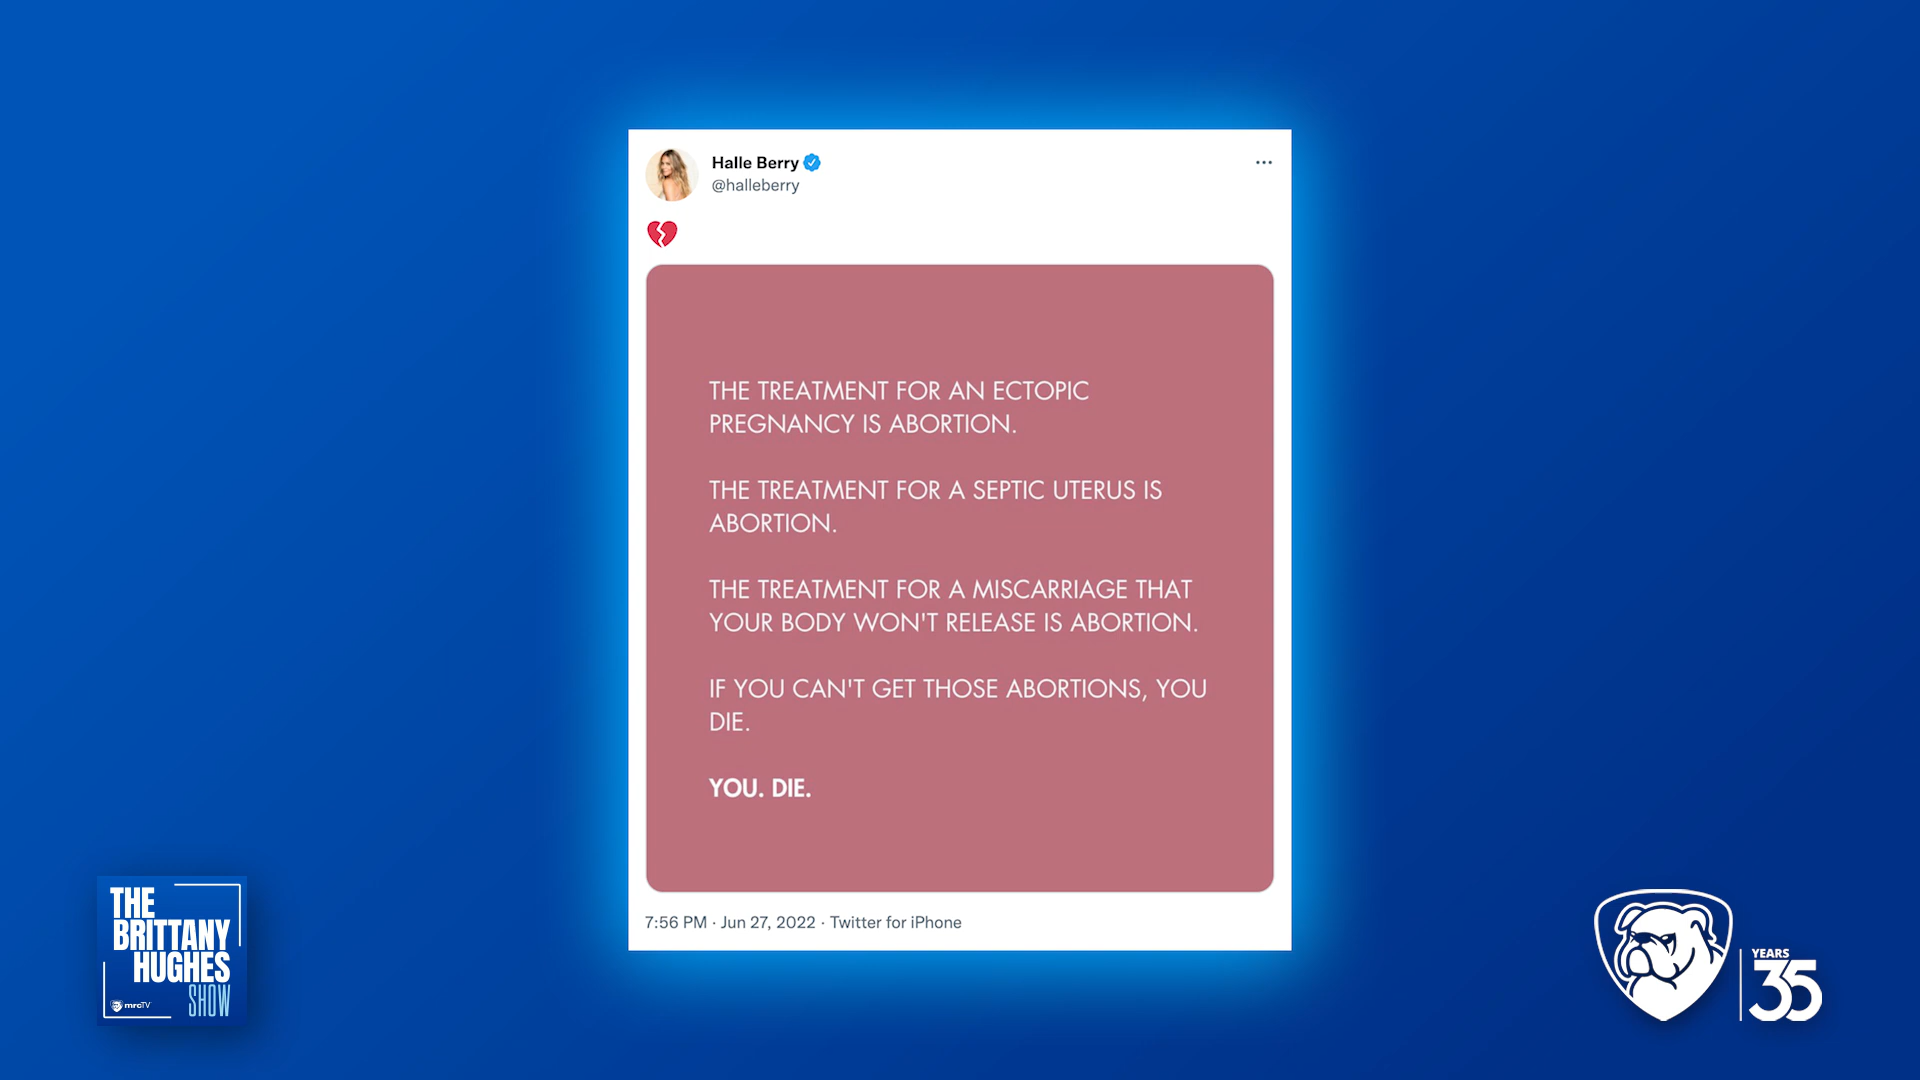 Halle Berry
@halleberry
THE TREATMENT FOR AN ECTOPIC
PREGNANCY IS ABORTION.
THE TREATMENT FOR A SEPTIC UTERUS IS
ABORTION.
THE TREATMENT FOR A MISCARRIAGE THAT
YOUR BODY WON'T RELEASE IS ABORTION.
IF YOU CAN'T GET THOSE ABORTIONS, YOU
DIE.
YOU. DIE.
7:56 PM · Jun 27, 2022 · Twitter for iPhone
THE
BRITTANY
HUGHES
SHOW
mrcTV
YEARS
35